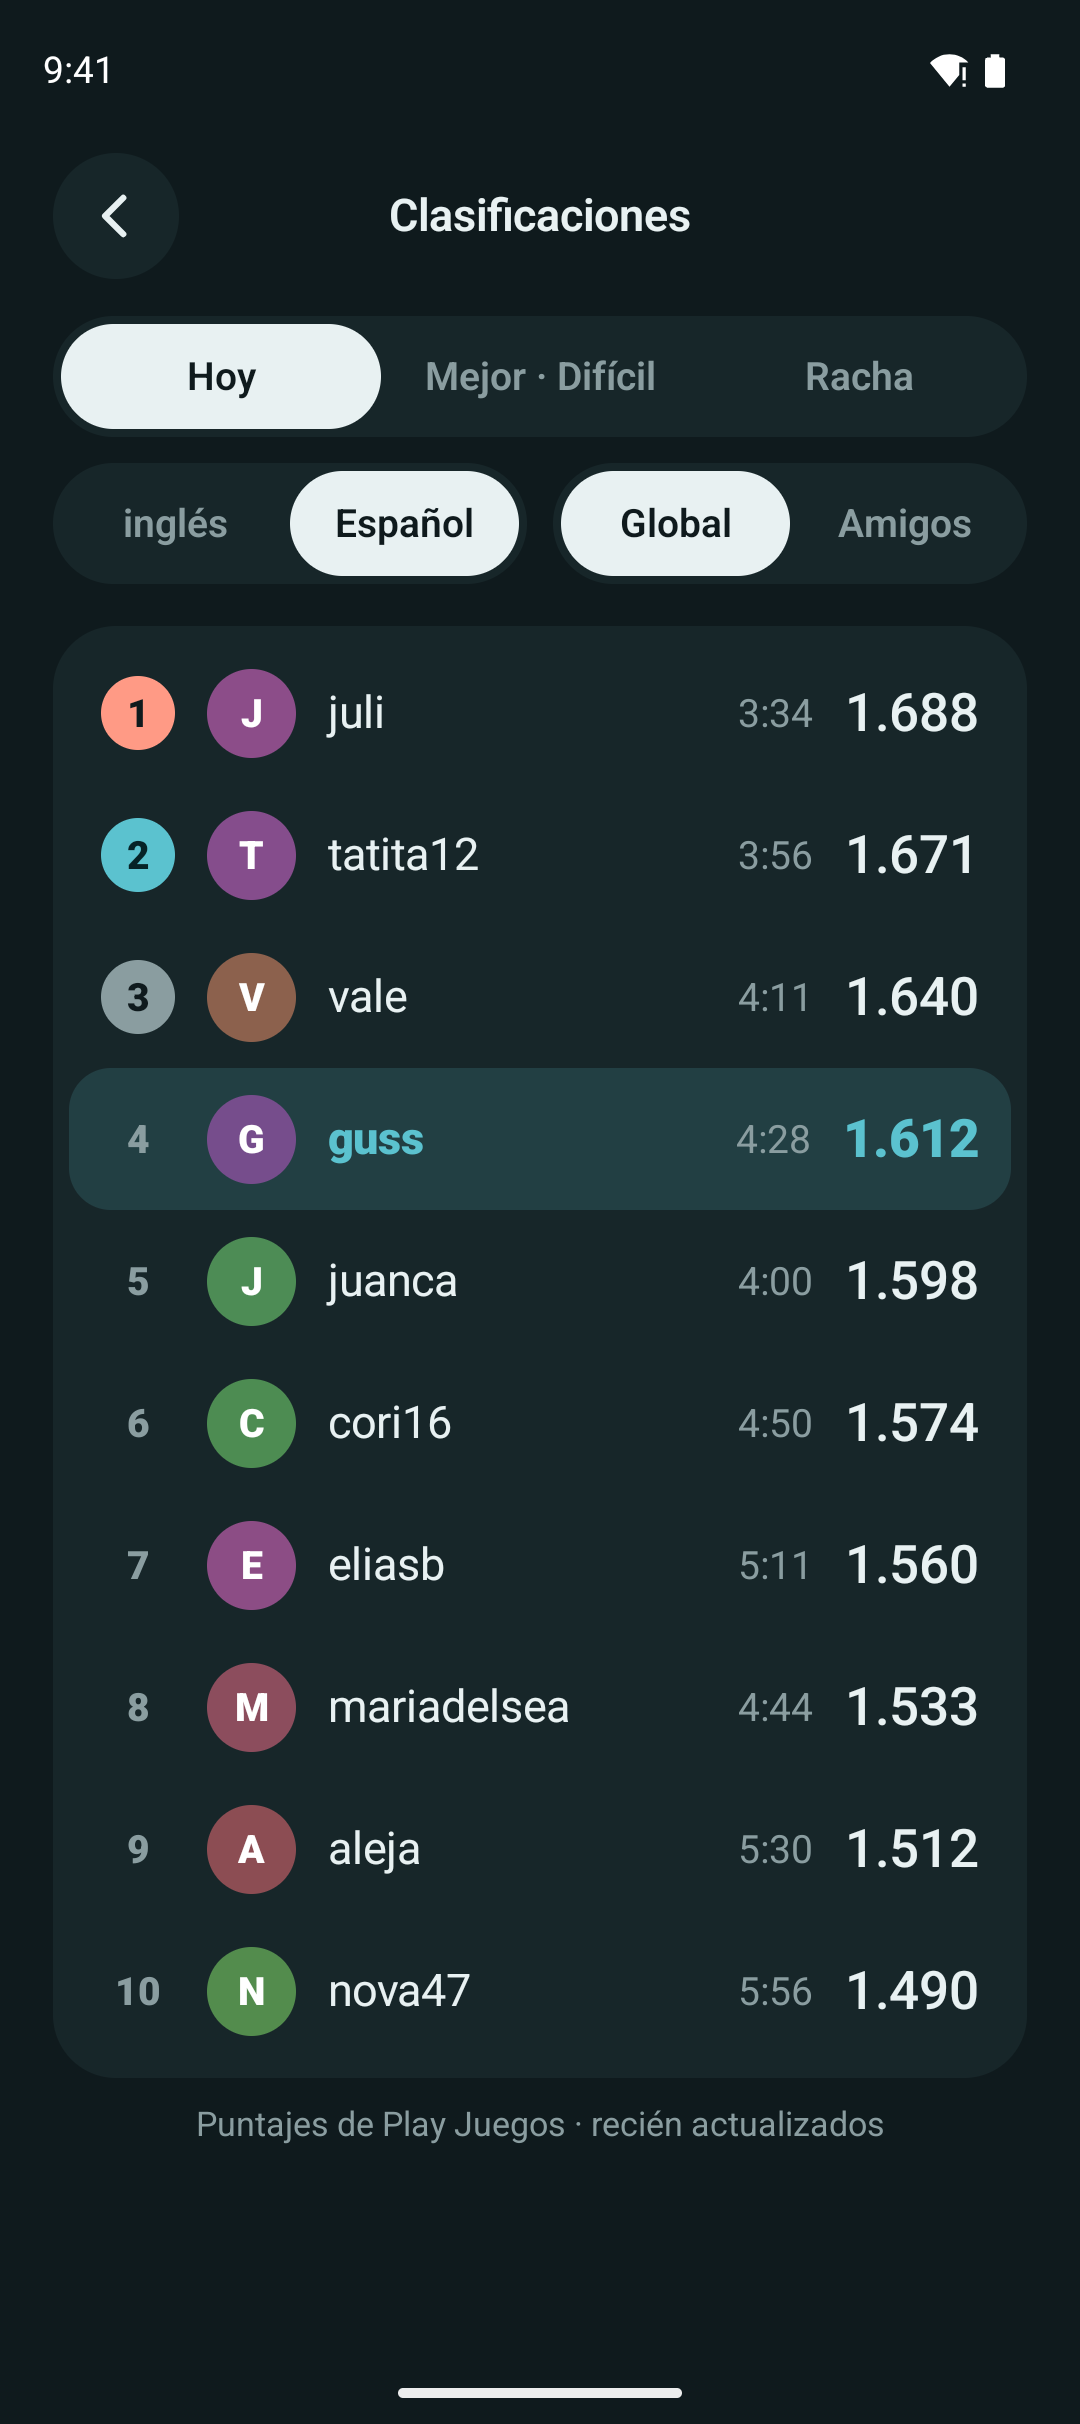 9:41
Clasificaciones
Hoy Mejor · Difícil Racha
inglés Español Global Amigos
1 J juli 3:34 1.688
2 T tatita12 3:56 1.671
3 V vale 4:11 1.640
4 G guss 4:28 1.612
5 J juanca 4:00 1.598
6 C cori16 4:50 1.574
7 E eliasb 5:11 1.560
8 M mariadelsea 4:44 1.533
9 A aleja 5:30 1.512
10 N nova47 5:56 1.490
Puntajes de Play Juegos · recién actualizados